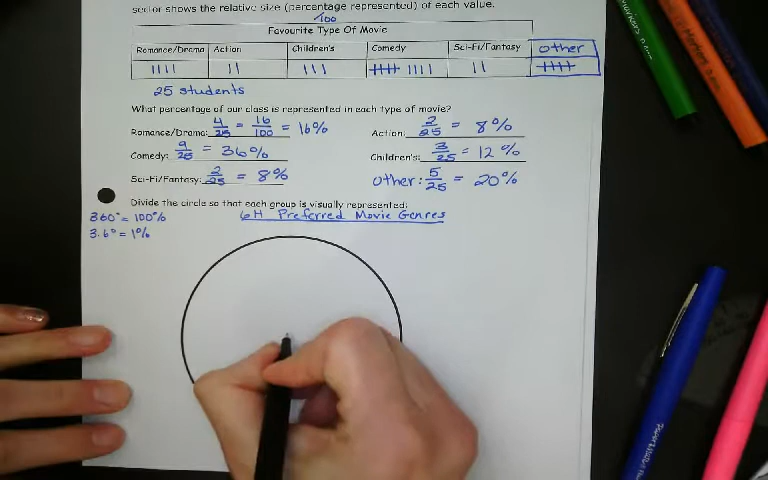 sector shows the relative size (percentage represented) of each value.
/100
Favourite Type Of Movie
Romance/Drama Action Children's Comedy Sci-Fi/Fantasy other
25 students
What percentage of our class is represented in each type of movie?
Romance/Drama: 4/25 = 16/100 = 16% Action: 2/25 = 8%
Comedy: 9/25 = 36% Children's: 3/25 = 12%
Sci-Fi/Fantasy: 2/25 = 8% other: 5/25 = 20%
Divide the circle so that each group is visually represented:
360° = 100% 6H Preferred Movie Genres
3.6° = 1%